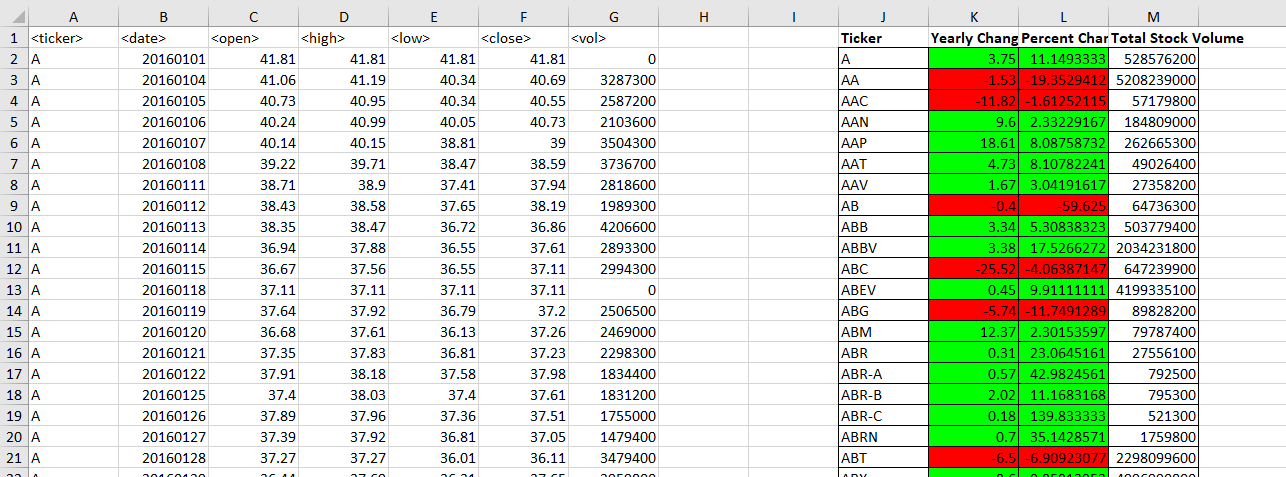 A B C D E F G H I J K L M
1 <ticker> <date> <open> <high> <low> <close> <vol> Ticker Yearly Chang Percent Char Total Stock Volume
2 A 20160101 41.81 41.81 41.81 41.81 0 A 3.75 11.1493333 528576200
3 A 20160104 41.06 41.19 40.34 40.69 3287300 AA -1.53 -19.3529412 5208239000
4 A 20160105 40.73 40.95 40.34 40.55 2587200 AAC -11.82 -1.61252115 57179800
5 A 20160106 40.24 40.99 40.05 40.73 2103600 AAN 9.6 2.33229167 184809000
6 A 20160107 40.14 40.15 38.81 39 3504300 AAP 18.61 8.08758732 262665300
7 A 20160108 39.22 39.71 38.47 38.59 3736700 AAT 4.73 8.10782241 49026400
8 A 20160111 38.71 38.9 37.41 37.94 2818600 AAV 1.67 3.04191617 27358200
9 A 20160112 38.43 38.58 37.65 38.19 1989300 AB -0.4 -59.625 64736300
10 A 20160113 38.35 38.47 36.72 36.86 4206600 ABB 3.34 5.30838323 503779400
11 A 20160114 36.94 37.88 36.55 37.61 2893300 ABBV 3.38 17.5266272 2034231800
12 A 20160115 36.67 37.56 36.55 37.11 2994300 ABC -25.52 -4.06387147 647239900
13 A 20160118 37.11 37.11 37.11 37.11 0 ABEV 0.45 9.91111111 4199335100
14 A 20160119 37.64 37.92 36.79 37.2 2506500 ABG -5.74 -11.7491289 89828200
15 A 20160120 36.68 37.61 36.13 37.26 2469000 ABM 12.37 2.30153597 79787400
16 A 20160121 37.35 37.83 36.81 37.23 2298300 ABR 0.31 23.0645161 27556100
17 A 20160122 37.91 38.18 37.58 37.98 1834400 ABR-A 0.57 42.9824561 792500
18 A 20160125 37.4 38.03 37.4 37.61 1831200 ABR-B 2.02 11.1683168 795300
19 A 20160126 37.89 37.96 37.36 37.51 1755000 ABR-C 0.18 139.833333 521300
20 A 20160127 37.39 37.92 36.81 37.05 1479400 ABRN 0.7 35.1428571 1759800
21 A 20160128 37.27 37.27 36.01 36.11 3479400 ABT -6.5 -6.90923077 2298099600